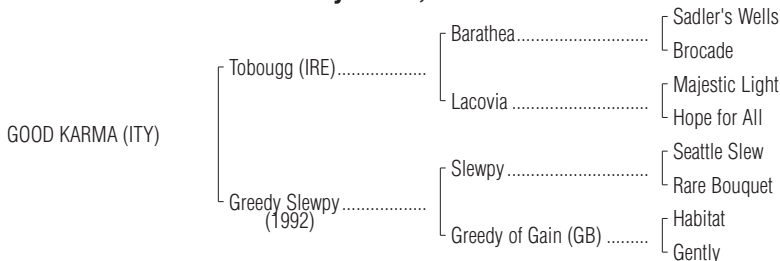 Sadler's Wells
Barathea
Brocade
Tobougg (IRE)
Majestic Light
Lacovia
Hope for All
GOOD KARMA (ITY)
Seattle Slew
Slewpy
Rare Bouquet
Greedy Slewpy
(1992)
Habitat
Greedy of Gain (GB)
Gently